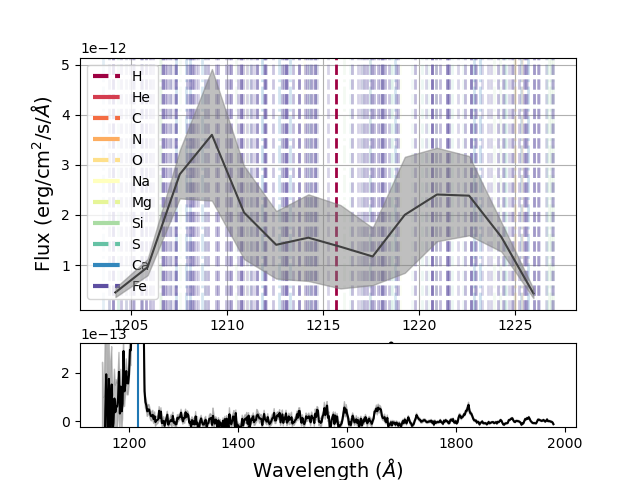 1e−12
Flux (erg/cm²/s/Å)
5
4
3
2
1
H
He
C
N
O
Na
Mg
Si
S
Ca
Fe
1205 1210 1215 1220 1225
1e−13
2
0
1200 1400 1600 1800 2000
Wavelength (Å)